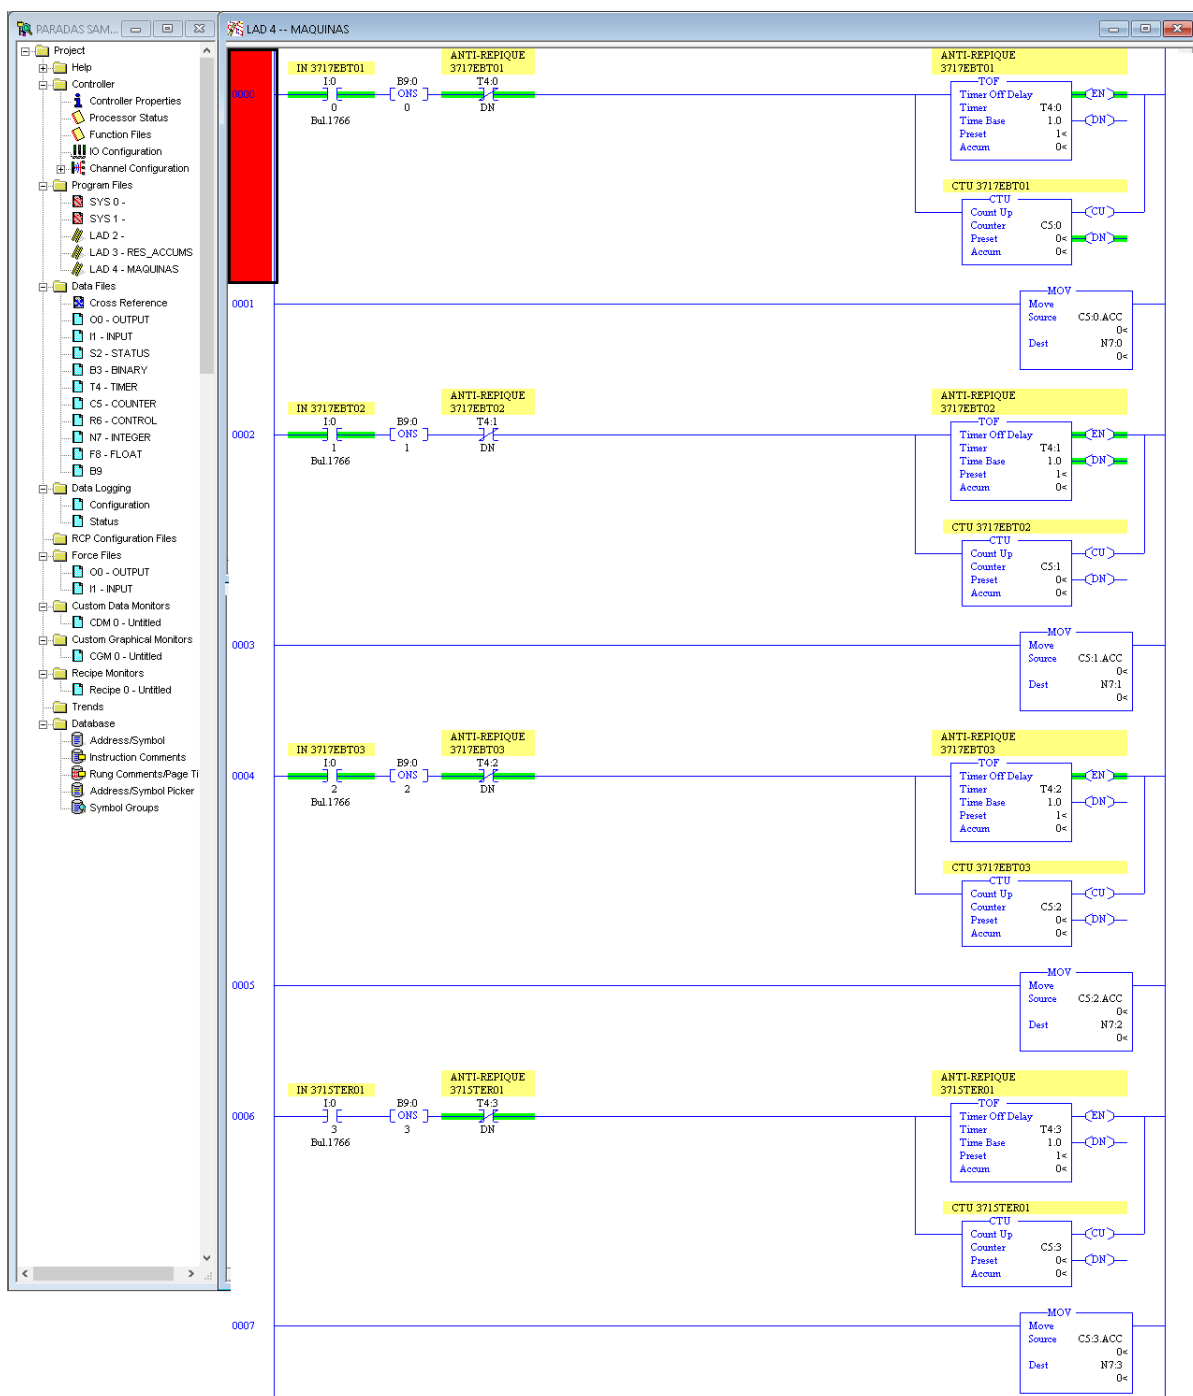 PARADAS SAM...
Project
Help
Controller
Controller Properties
Processor Status
Function Files
IO Configuration
Channel Configuration
Program Files
SYS 0 -
SYS 1 -
LAD 2 -
LAD 3 - RES_ACCUMS
LAD 4 - MAQUINAS
Data Files
Cross Reference
O0 - OUTPUT
I1 - INPUT
S2 - STATUS
B3 - BINARY
T4 - TIMER
C5 - COUNTER
R6 - CONTROL
N7 - INTEGER
F8 - FLOAT
B9
Data Logging
Configuration
Status
RCP Configuration Files
Force Files
O0 - OUTPUT
I1 - INPUT
Custom Data Monitors
CDM 0 - Untitled
Custom Graphical Monitors
CGM 0 - Untitled
Recipe Monitors
Recipe 0 - Untitled
Trends
Database
Address/Symbol
Instruction Comments
Rung Comments/Page Ti
Address/Symbol Picker
Symbol Groups
LAD 4 -- MAQUINAS
0000
IN 3717EBT01
I:0
0
Bul.1766
B9:0
ONS
0
ANTI-REPIQUE
3717EBT01
T4:0
DN
ANTI-REPIQUE
3717EBT01
TOF
Timer Off Delay
Timer T4:0
Time Base 1.0
Preset 1<
Accum 0<
EN
DN
CTU 3717EBT01
CTU
Count Up
Counter C5:0
Preset 0<
Accum 0<
CU
DN
0001
MOV
Move
Source C5:0.ACC
0<
Dest N7:0
0<
0002
IN 3717EBT02
I:0
1
Bul.1766
B9:0
ONS
1
ANTI-REPIQUE
3717EBT02
T4:1
DN
ANTI-REPIQUE
3717EBT02
TOF
Timer Off Delay
Timer T4:1
Time Base 1.0
Preset 1<
Accum 0<
EN
DN
CTU 3717EBT02
CTU
Count Up
Counter C5:1
Preset 0<
Accum 0<
CU
DN
0003
MOV
Move
Source C5:1.ACC
0<
Dest N7:1
0<
0004
IN 3717EBT03
I:0
2
Bul.1766
B9:0
ONS
2
ANTI-REPIQUE
3717EBT03
T4:2
DN
ANTI-REPIQUE
3717EBT03
TOF
Timer Off Delay
Timer T4:2
Time Base 1.0
Preset 1<
Accum 0<
EN
DN
CTU 3717EBT03
CTU
Count Up
Counter C5:2
Preset 0<
Accum 0<
CU
DN
0005
MOV
Move
Source C5:2.ACC
0<
Dest N7:2
0<
0006
IN 3715TER01
I:0
3
Bul.1766
B9:0
ONS
3
ANTI-REPIQUE
3715TER01
T4:3
DN
ANTI-REPIQUE
3715TER01
TOF
Timer Off Delay
Timer T4:3
Time Base 1.0
Preset 1<
Accum 0<
EN
DN
CTU 3715TER01
CTU
Count Up
Counter C5:3
Preset 0<
Accum 0<
CU
DN
0007
MOV
Move
Source C5:3.ACC
0<
Dest N7:3
0<